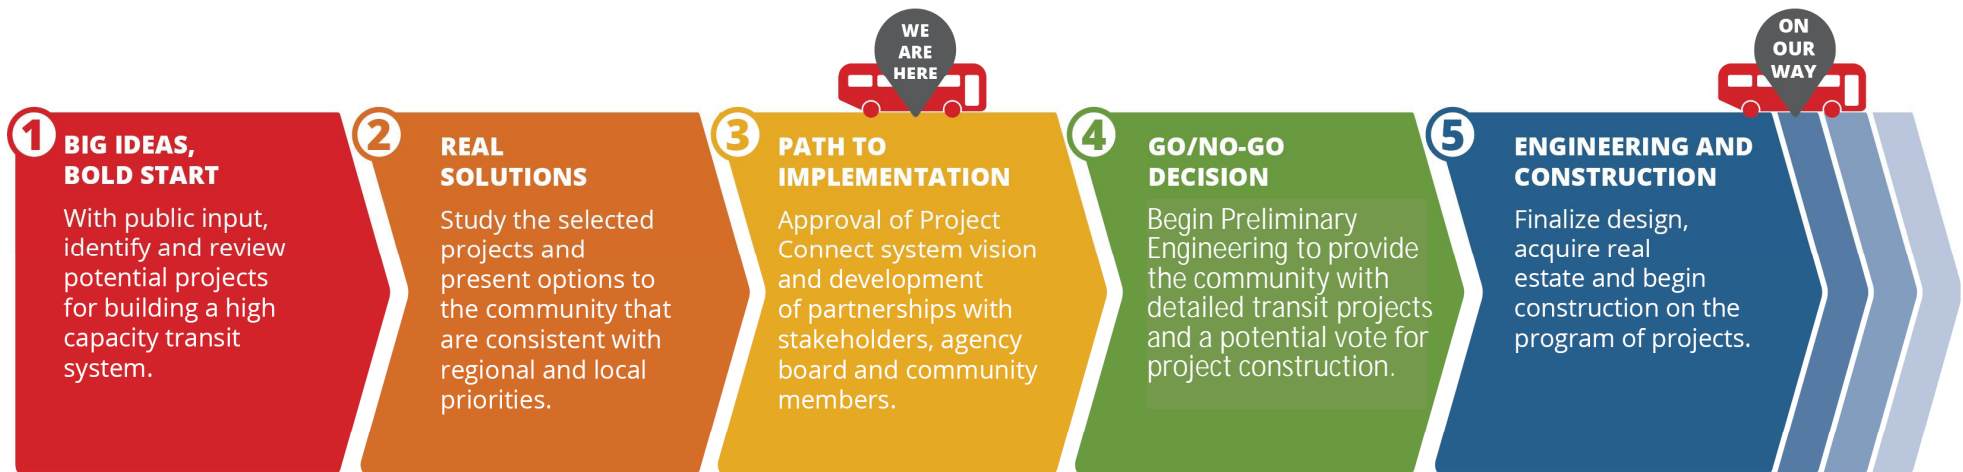 WE
ARE
HERE
ON
OUR
WAY
1
BIG IDEAS,
BOLD START
With public input,
identify and review
potential projects
for building a high
capacity transit
system.
2
REAL
SOLUTIONS
Study the selected
projects and
present options to
the community that
are consistent with
regional and local
priorities.
3
PATH TO
IMPLEMENTATION
Approval of Project
Connect system vision
and development
of partnerships with
stakeholders, agency
board and community
members.
4
GO/NO-GO
DECISION
Begin Preliminary
Engineering to provide
the community with
detailed transit projects
and a potential vote for
project construction.
5
ENGINEERING AND
CONSTRUCTION
Finalize design,
acquire real
estate and begin
construction on the
program of projects.